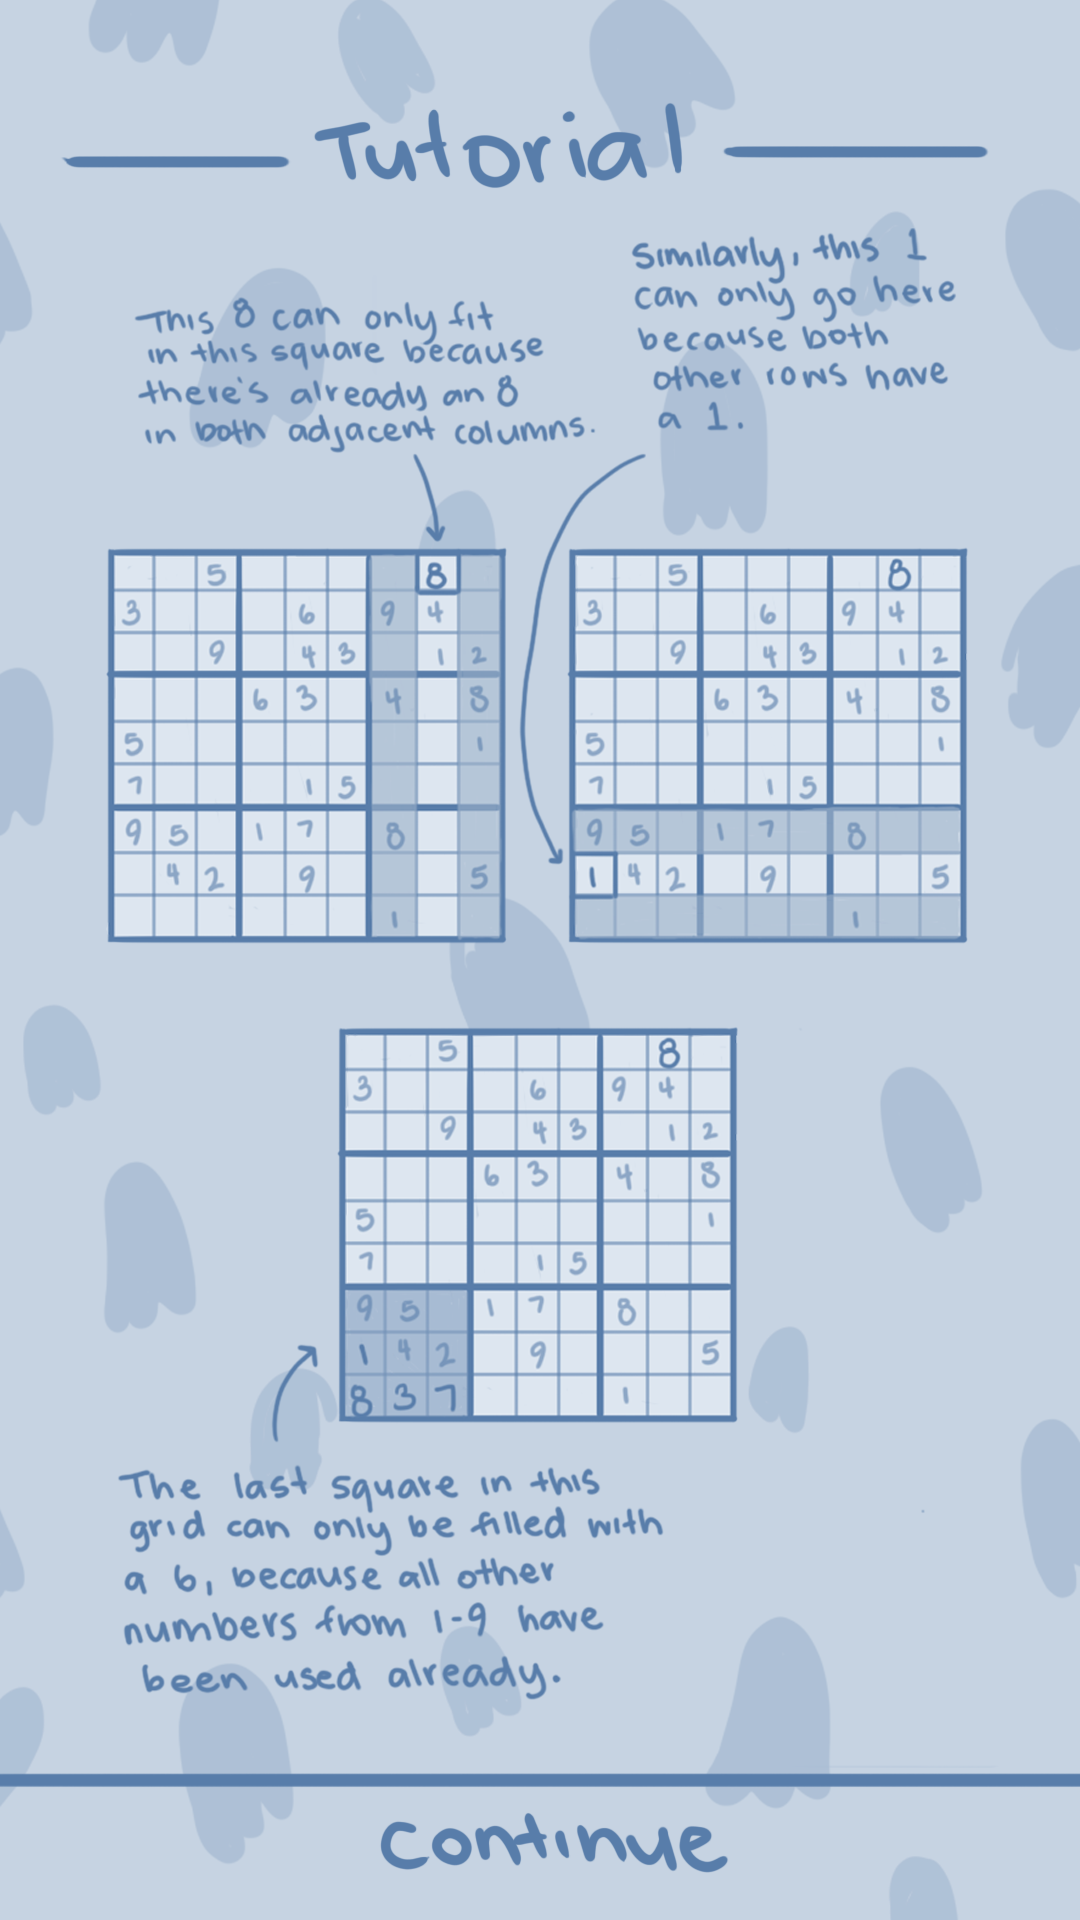 Tutorial
This 8 can only fit
in this square because
there's already an 8
in both adjacent columns.
Similarly, this 1
can only go here
because both
other rows have
a 1.
5 8
3 6 9 4
9 4 3 1 2
6 3 4 8
5 1
7 1 5
9 5 1 7 8
4 2 9 5
1
5 8
3 6 9 4
9 4 3 1 2
6 3 4 8
5 1
7 1 5
9 5 1 7 8
1 4 2 9 5
1
5 8
3 6 9 4
9 4 3 1 2
6 3 4 8
5 1
7 1 5
9 5 1 7 8
1 4 2 9 5
8 3 7 1
The last square in this
grid can only be filled with
a 6, because all other
numbers from 1-9 have
been used already.
Continue